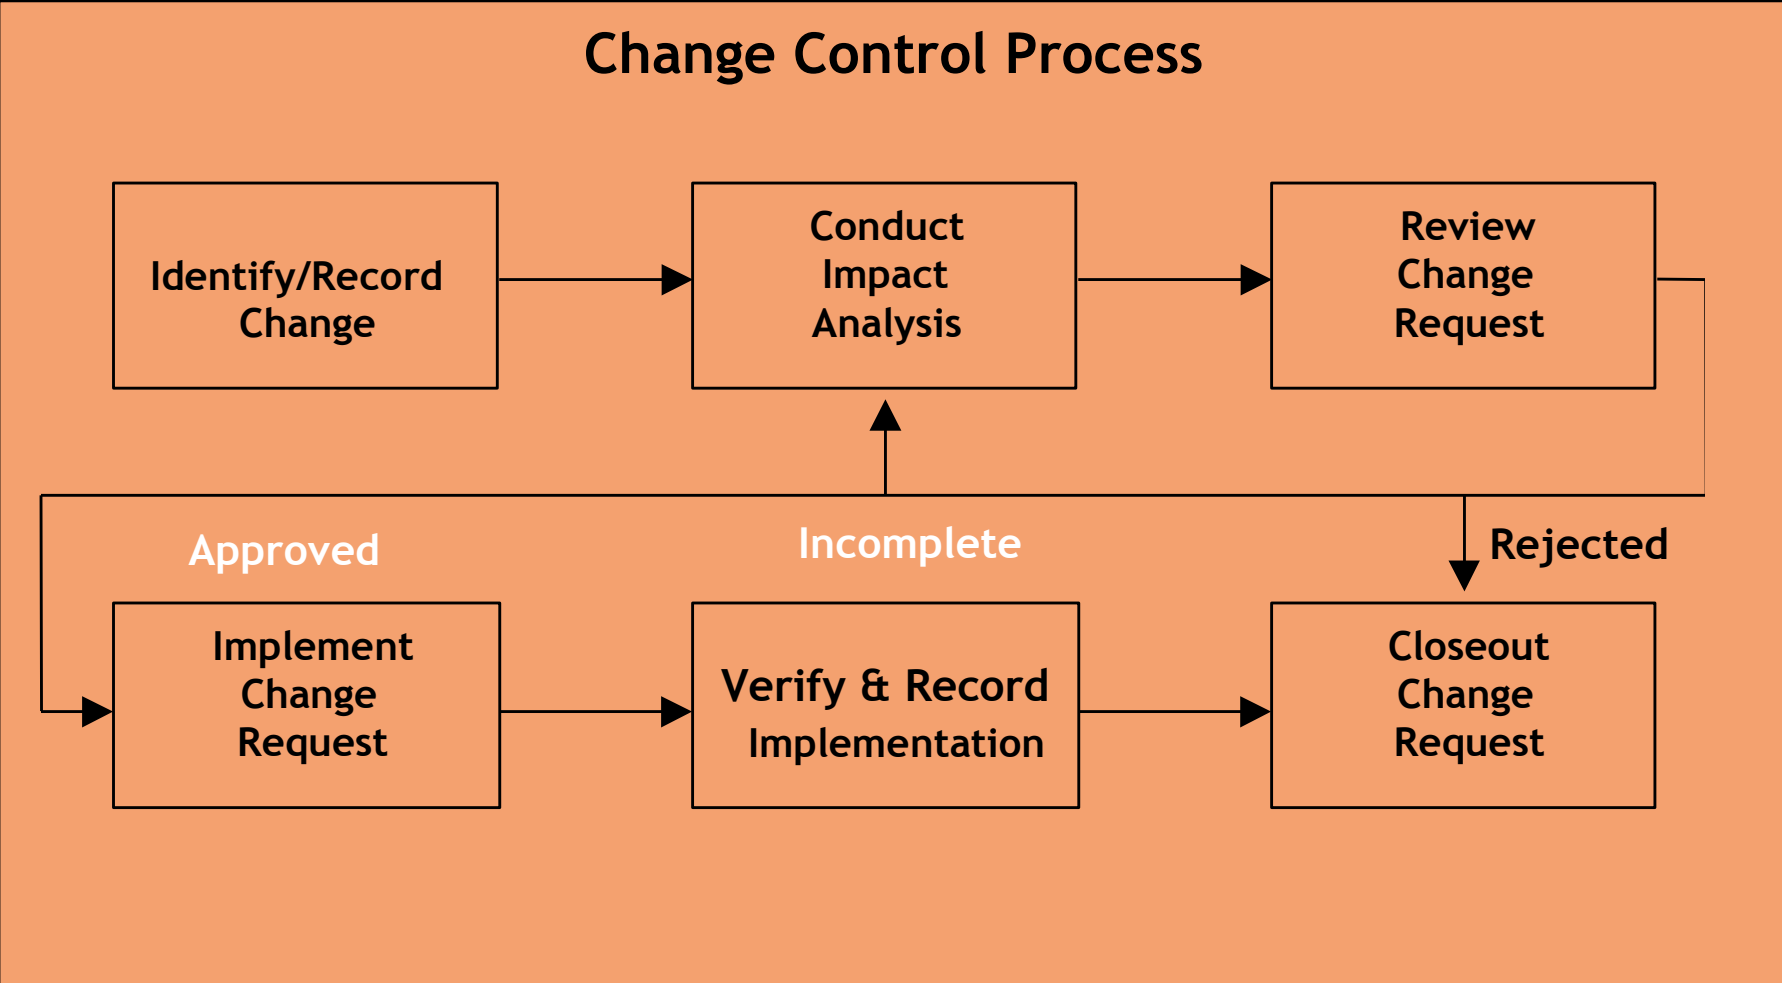 Change Control Process
Identify/Record
Change
Conduct
Impact
Analysis
Review
Change
Request
Approved
Incomplete
Rejected
Implement
Change
Request
Verify & Record
Implementation
Closeout
Change
Request